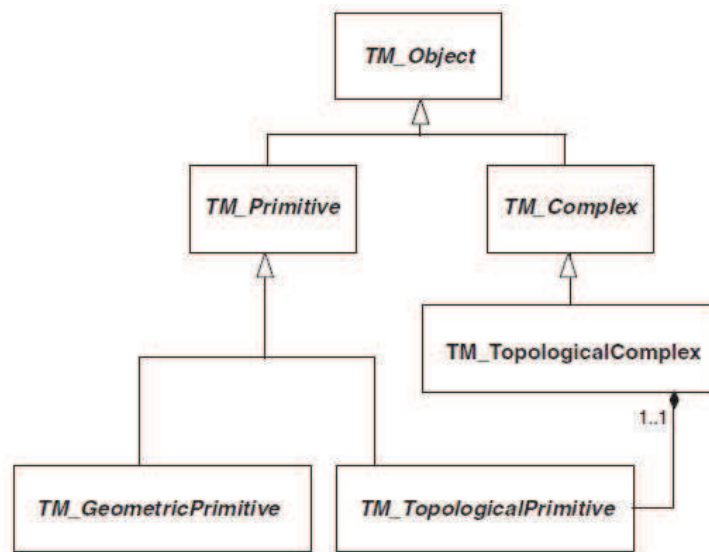 TM_Object
TM_Primitive
TM_Complex
TM_TopologicalComplex
1..1
TM_GeometricPrimitive
TM_TopologicalPrimitive